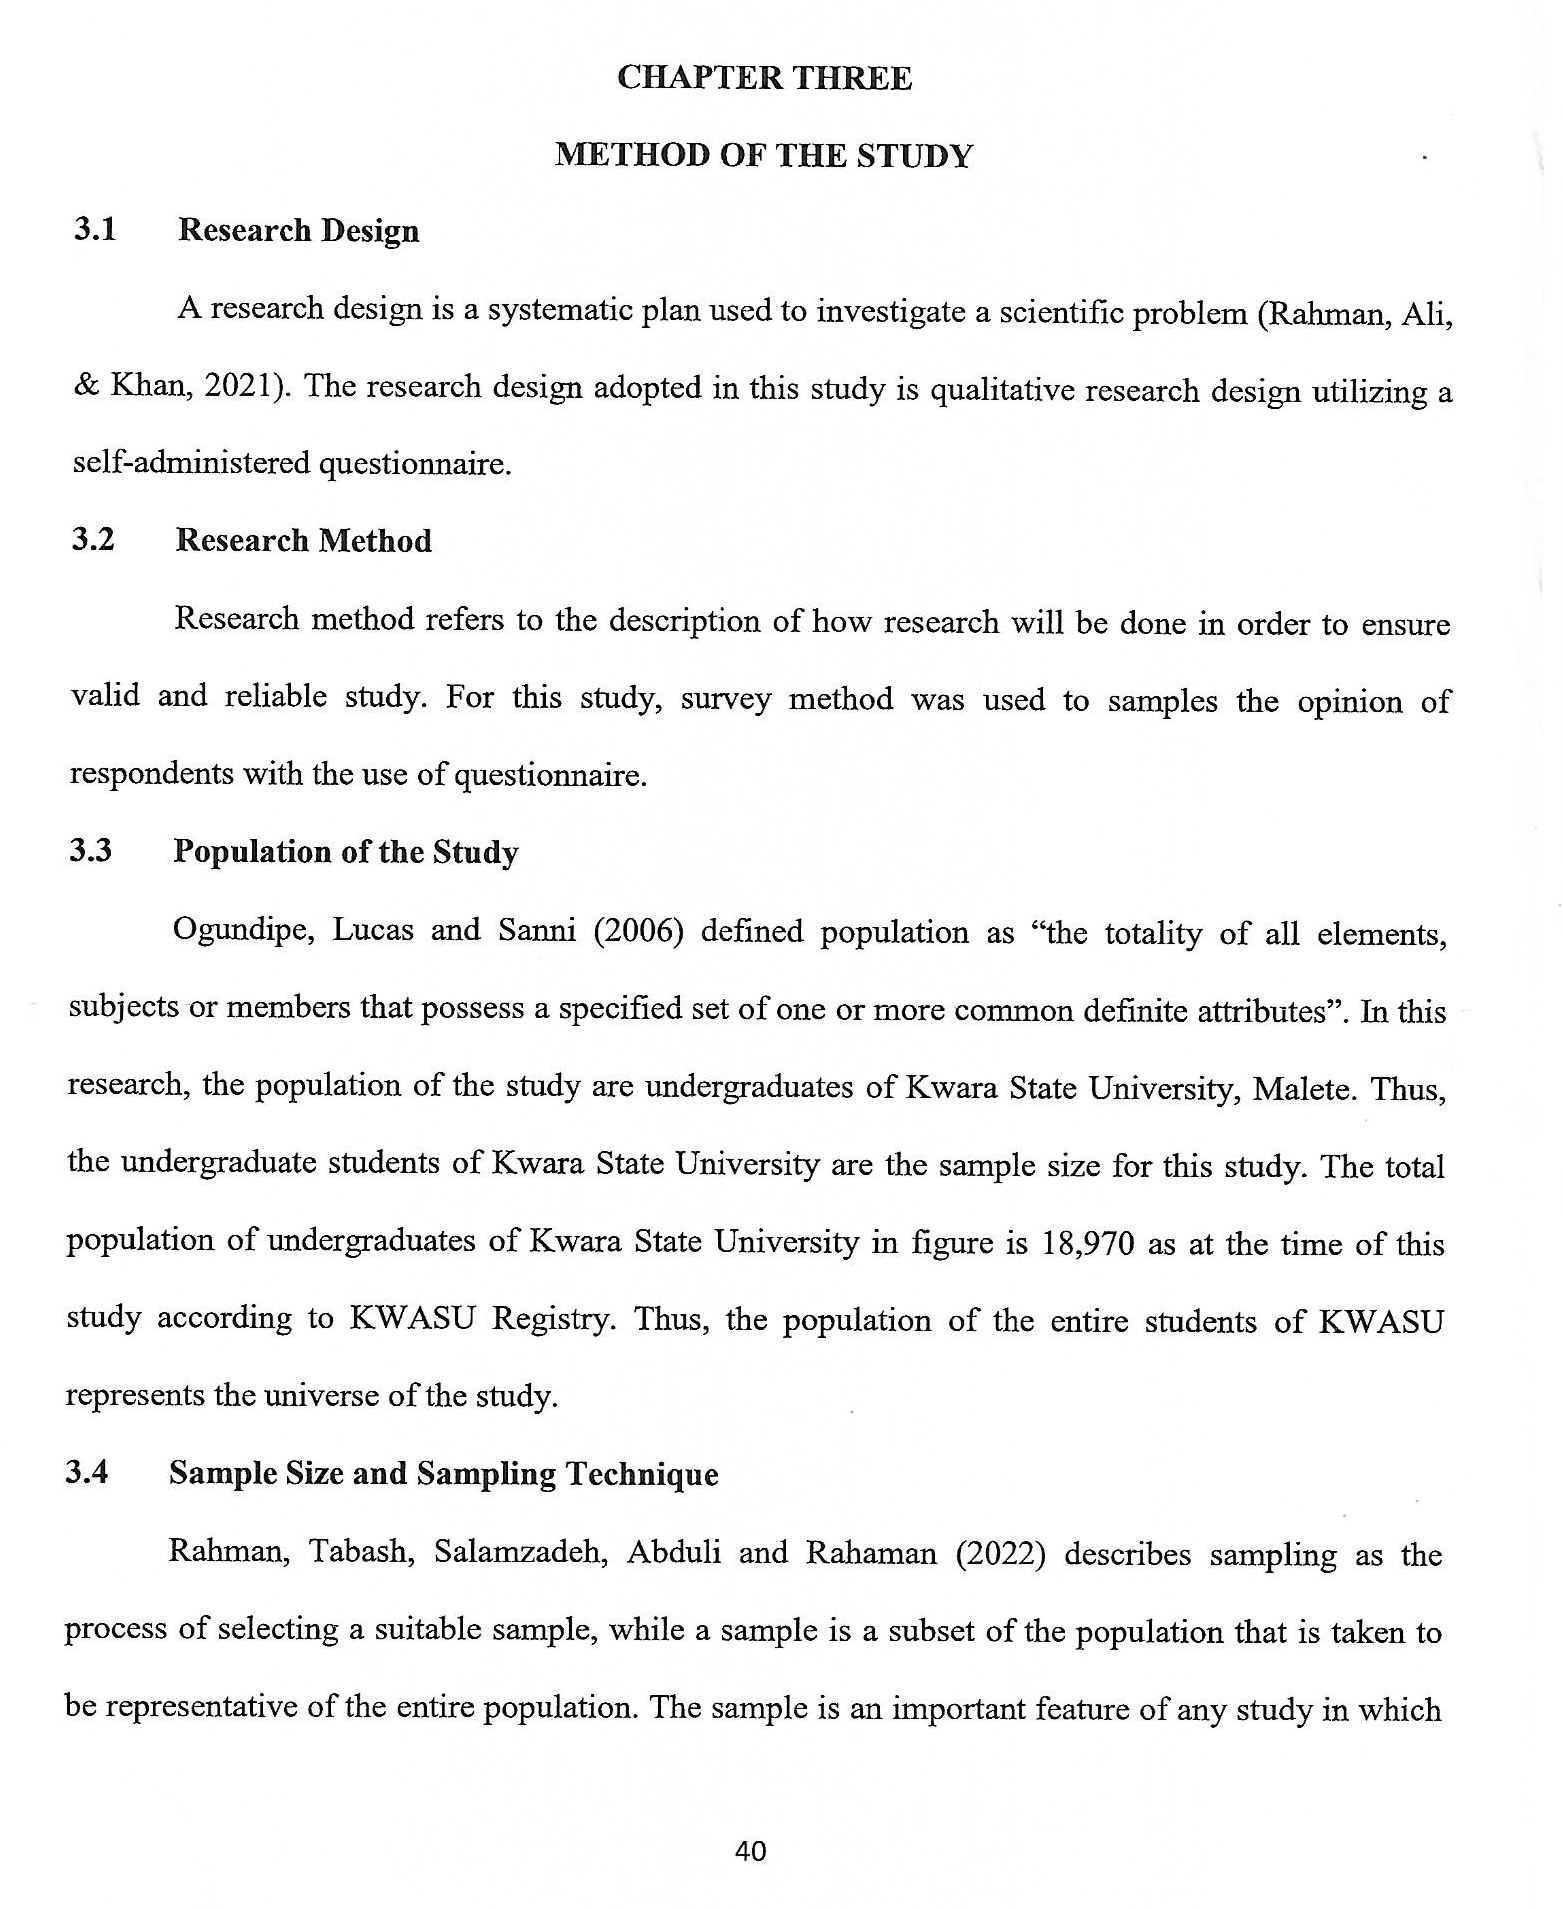 CHAPTER THREE
METHOD OF THE STUDY
3.1 Research Design
A research design is a systematic plan used to investigate a scientific problem (Rahman, Ali,
& Khan, 2021). The research design adopted in this study is qualitative research design utilizing a
self-administered questionnaire.
3.2 Research Method
Research method refers to the description of how research will be done in order to ensure
valid and reliable study. For this study, survey method was used to samples the opinion of
respondents with the use of questionnaire.
3.3 Population of the Study
Ogundipe, Lucas and Sanni (2006) defined population as “the totality of all elements,
subjects or members that possess a specified set of one or more common definite attributes”. In this
research, the population of the study are undergraduates of Kwara State University, Malete. Thus,
the undergraduate students of Kwara State University are the sample size for this study. The total
population of undergraduates of Kwara State University in figure is 18,970 as at the time of this
study according to KWASU Registry. Thus, the population of the entire students of KWASU
represents the universe of the study.
3.4 Sample Size and Sampling Technique
Rahman, Tabash, Salamzadeh, Abduli and Rahaman (2022) describes sampling as the
process of selecting a suitable sample, while a sample is a subset of the population that is taken to
be representative of the entire population. The sample is an important feature of any study in which
40